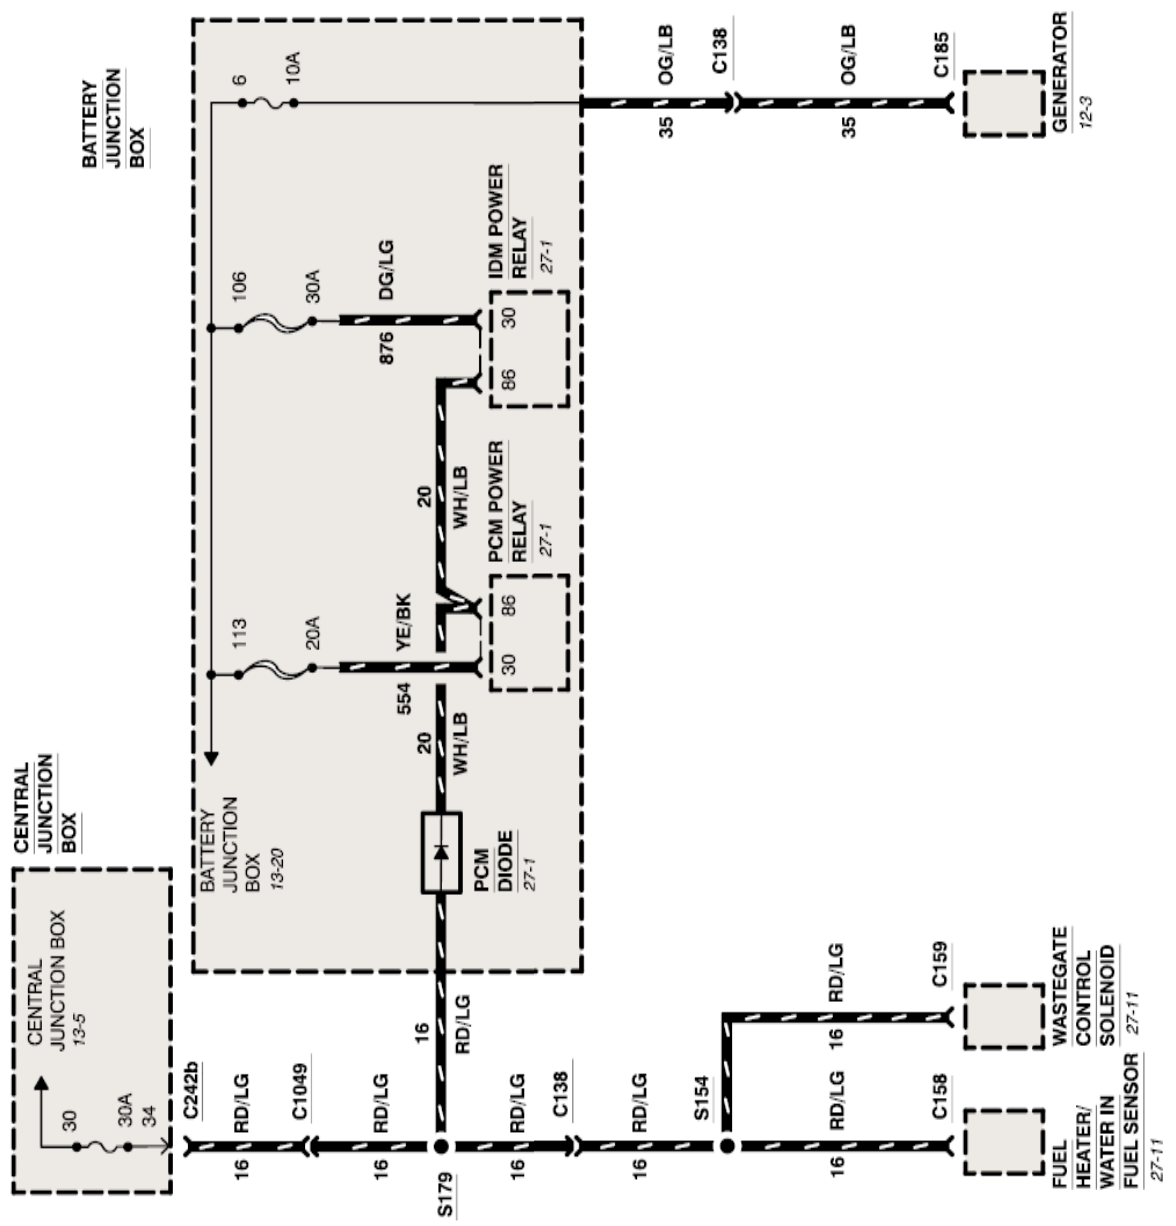 BATTERY
JUNCTION
BOX
6
10A
OG/LB
35
C138
OG/LB
35
C185
GENERATOR
12-3
106
30A
DG/LG
876
30
86
IDM POWER
RELAY
27-1
20
WH/LB
113
20A
YE/BK
554
86
30
PCM POWER
RELAY
27-1
20
WH/LB
BATTERY
JUNCTION
BOX
13-20
PCM
DIODE
27-1
CENTRAL
JUNCTION
BOX
CENTRAL
JUNCTION BOX
13-5
30
30A
34
C242b
RD/LG
16
C1049
RD/LG
16
16
RD/LG
S179
RD/LG
16
C138
RD/LG
16
S154
RD/LG
16
C159
WASTEGATE
CONTROL
SOLENOID
27-11
RD/LG
16
C158
FUEL
HEATER/
WATER IN
FUEL SENSOR
27-11